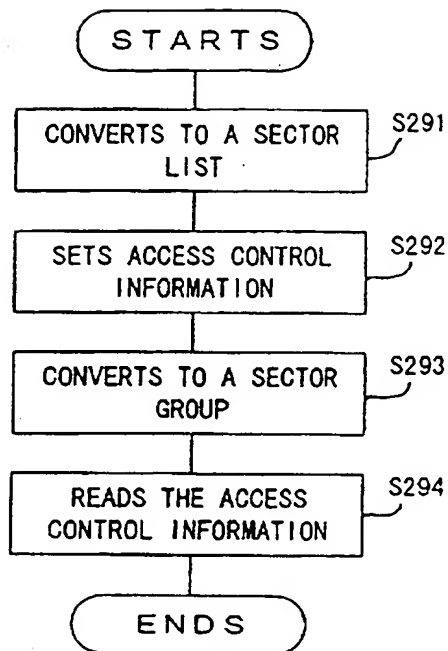 STARTS
CONVERTS TO A SECTOR
LIST
S291
SETS ACCESS CONTROL
INFORMATION
S292
CONVERTS TO A SECTOR
GROUP
S293
READS THE ACCESS
CONTROL INFORMATION
S294
ENDS